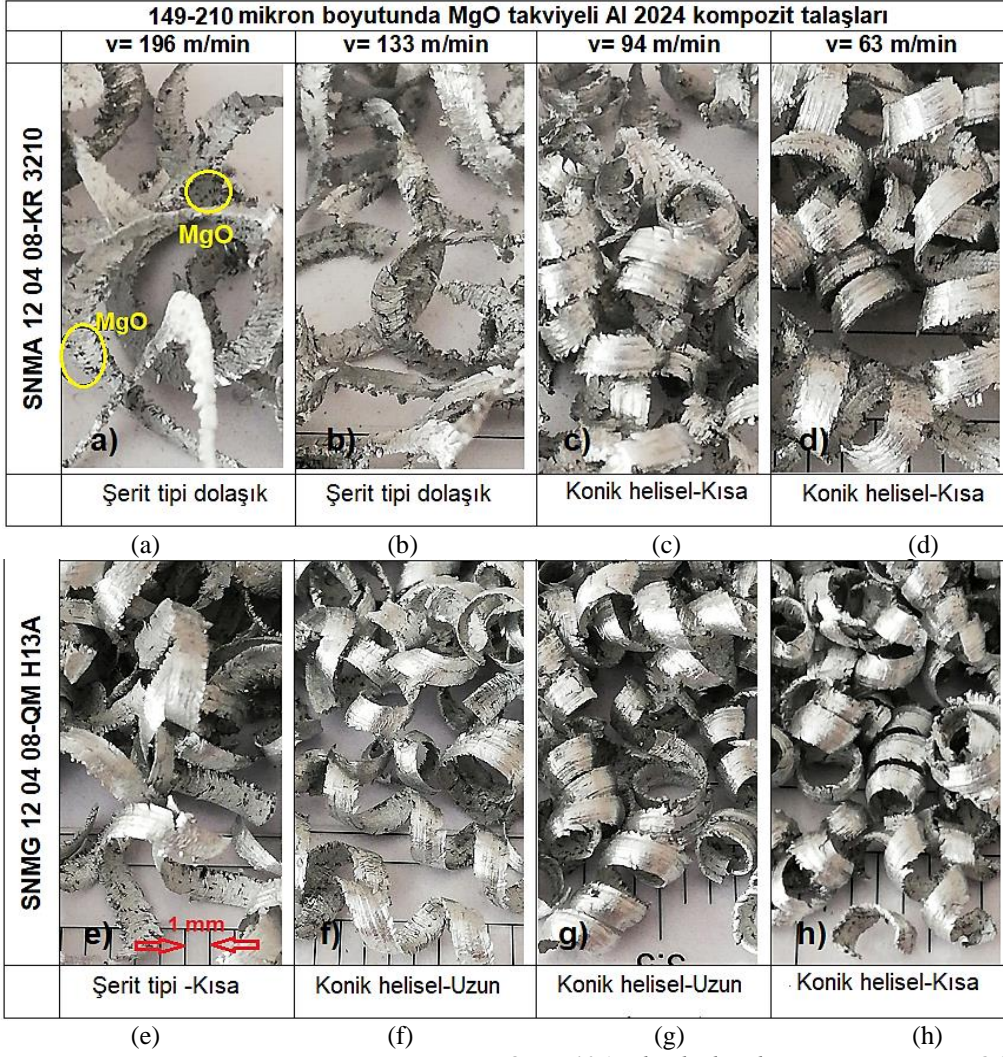 149-210 mikron boyutunda MgO takviyeli Al 2024 kompozit talaşları
v= 196 m/min v= 133 m/min v= 94 m/min v= 63 m/min
SNMA 12 04 08-KR 3210
MgO
MgO
a) b) c) d)
Şerit tipi dolaşık Şerit tipi dolaşık Konik helisel-Kısa Konik helisel-Kısa
(a) (b) (c) (d)
SNMG 12 04 08-QM H13A
1 mm
e) f) g) h)
Şerit tipi -Kısa Konik helisel-Uzun Konik helisel-Uzun Konik helisel-Kısa
(e) (f) (g) (h)